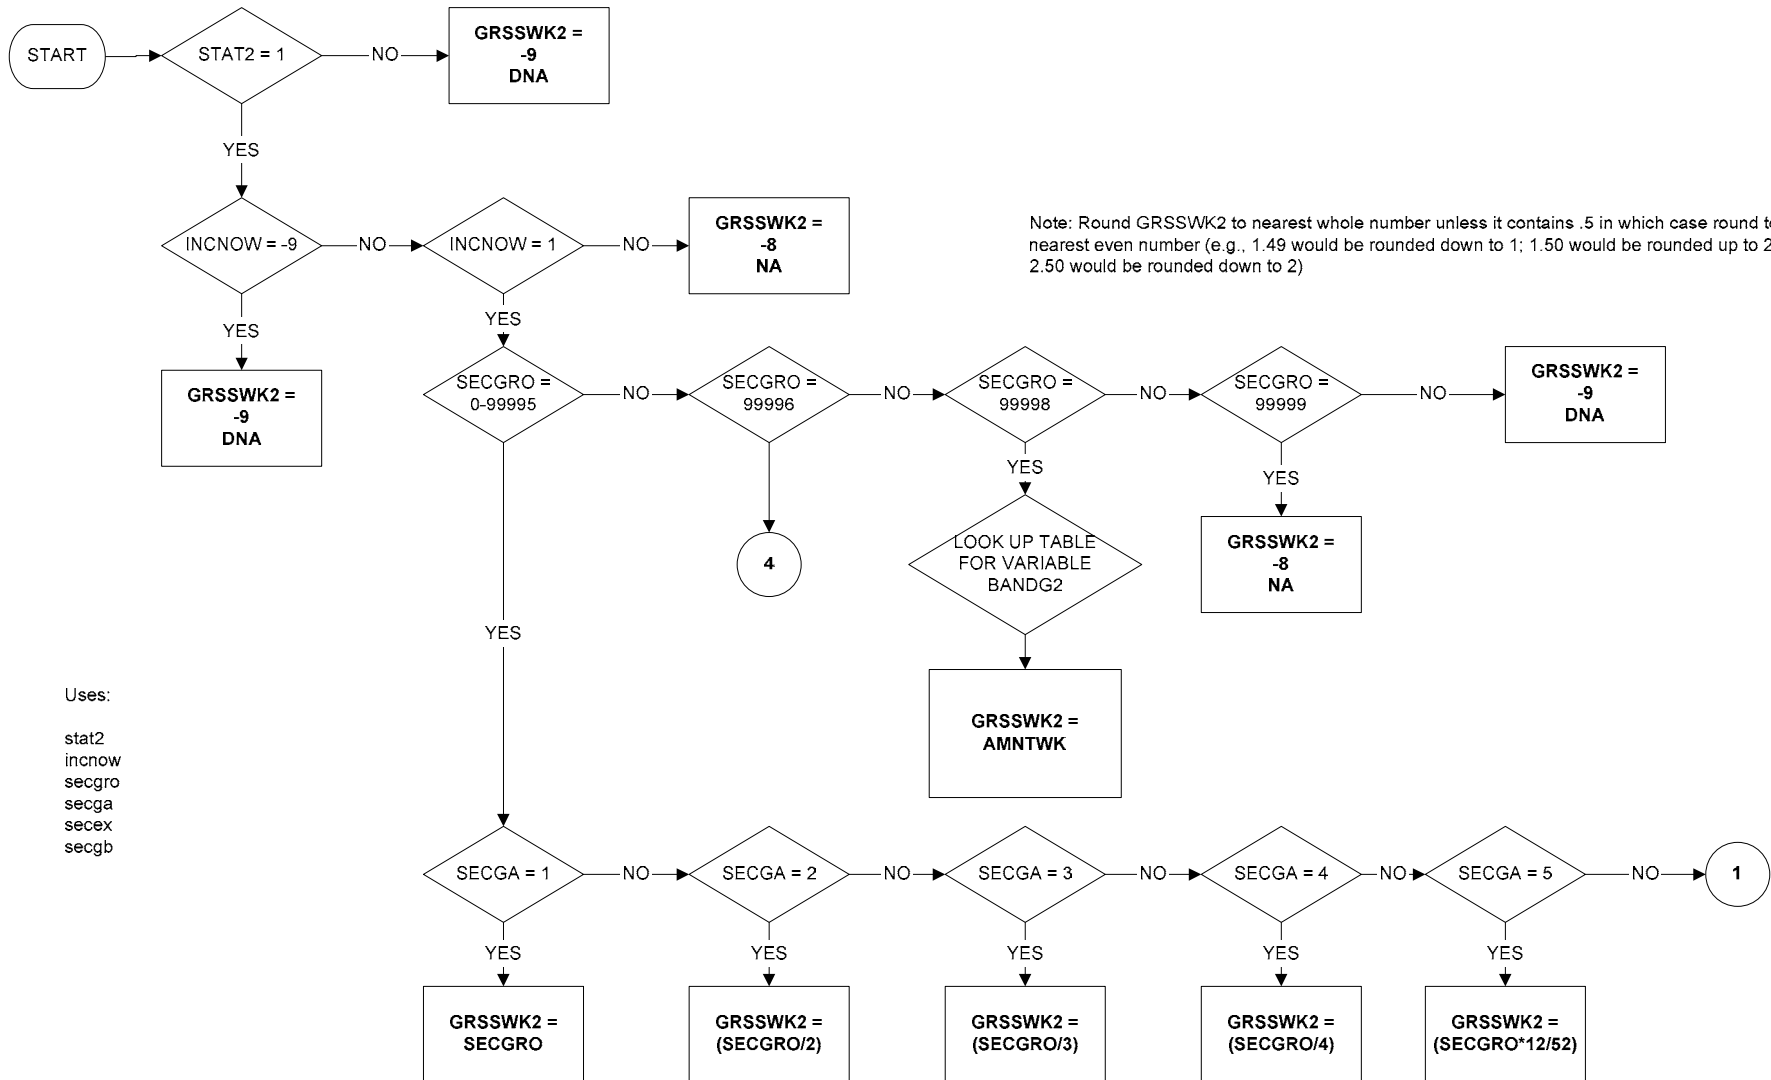 START
STAT2 = 1
NO
GRSSWK2 =
-9
DNA
YES
INCNOW = -9
NO
INCNOW = 1
NO
GRSSWK2 =
-8
NA
Note: Round GRSSWK2 to nearest whole number unless it contains .5 in which case round
nearest even number (e.g., 1.49 would be rounded down to 1; 1.50 would be rounded up to 2
2.50 would be rounded down to 2)
YES
GRSSWK2 =
-9
DNA
YES
SECGRO =
0-99995
NO
SECGRO =
99996
NO
SECGRO =
99998
NO
SECGRO =
99999
NO
GRSSWK2 =
-9
DNA
4
YES
LOOK UP TABLE
FOR VARIABLE
BANDG2
GRSSWK2 =
AMNTWK
YES
GRSSWK2 =
-8
NA
YES
Uses:
stat2
incnow
secgro
secga
secex
secgb
SECGA = 1
NO
SECGA = 2
NO
SECGA = 3
NO
SECGA = 4
NO
SECGA = 5
NO
1
YES
YES
YES
YES
YES
GRSSWK2 =
SECGRO
GRSSWK2 =
(SECGRO/2)
GRSSWK2 =
(SECGRO/3)
GRSSWK2 =
(SECGRO/4)
GRSSWK2 =
(SECGRO*12/52)